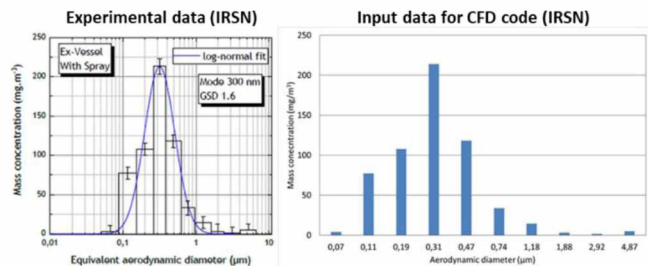 Experimental data (IRSN)
250
200
150
100
50
0
Mass concentration (mg.m⁻³)
Ex-Vessel
With Spray
log-normal fit
Mode 300 nm
GSD 1.6
0,01
0,1
1
10
Equivalent aerodynamic diameter (µm)
Input data for CFD code (IRSN)
250
200
150
100
50
0
Mass conecntration (mg/m³)
0,07
0,11
0,19
0,31
0,47
0,74
1,18
1,88
2,92
4,87
Aerodynamic diameter (µm)